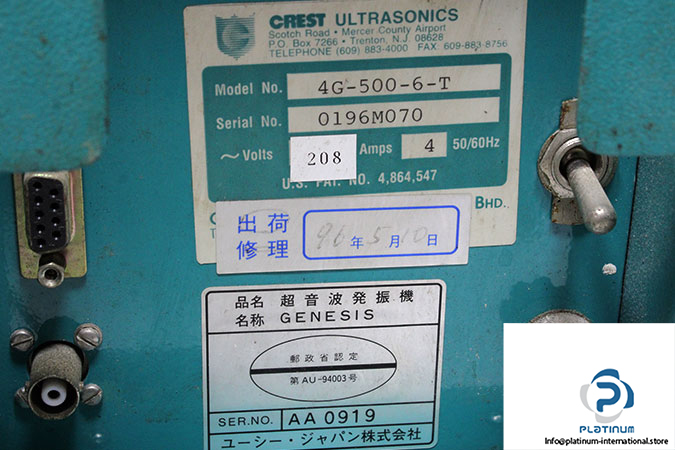 CREST ULTRASONICS
Scotch Road • Mercer County Airport
P.O. Box 7266 • Trenton, N.J. 08628
TELEPHONE (609) 883-4000 FAX: 609-883-8756
Model No. 4G-500-6-T
Serial No. 0196M070
~Volts 208 Amps 4 50/60Hz
U.S. PAT. NO. 4,864,547
BHD.
出荷
修理
96年5月10日
品名 超音波発振機
名称 GENESIS
郵政省認定
第AU-94003号
SER.NO. AA0919
ユーシー・ジャパン株式会社
PLATINUM
info@platinum-international.store